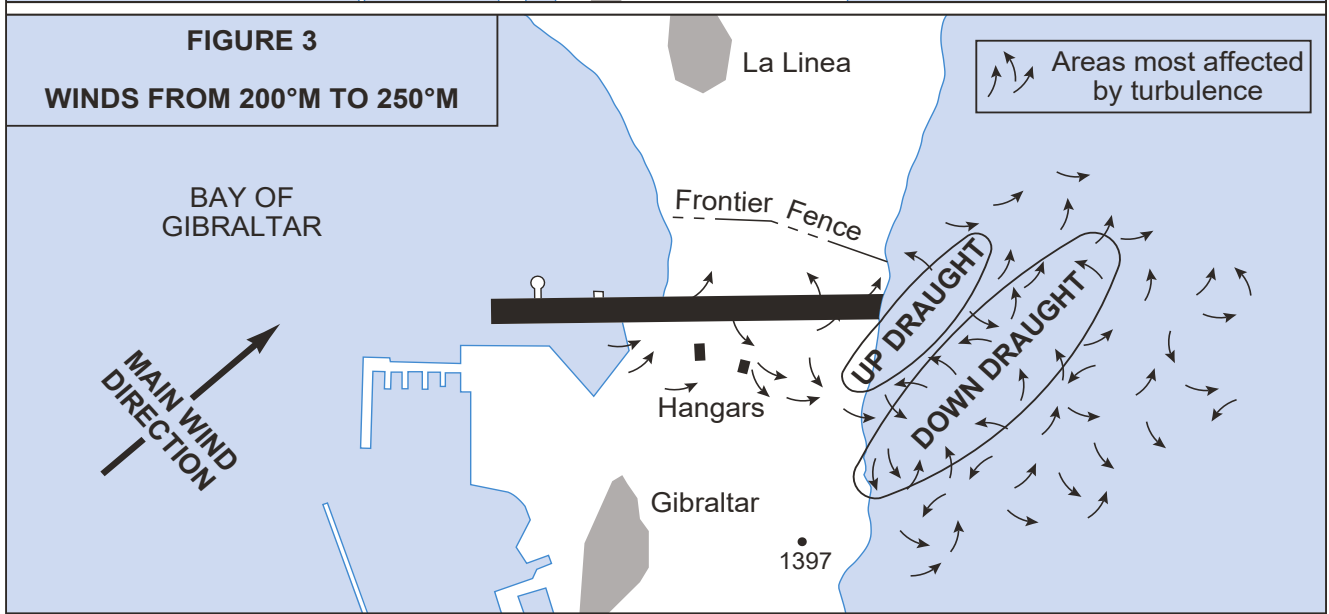 FIGURE 3
WINDS FROM 200°M TO 250°M
La Linea
Areas most affected
by turbulence
BAY OF
GIBRALTAR
Frontier Fence
UP DRAUGHT
DOWN DRAUGHT
MAIN WIND
DIRECTION
Hangars
Gibraltar
1397